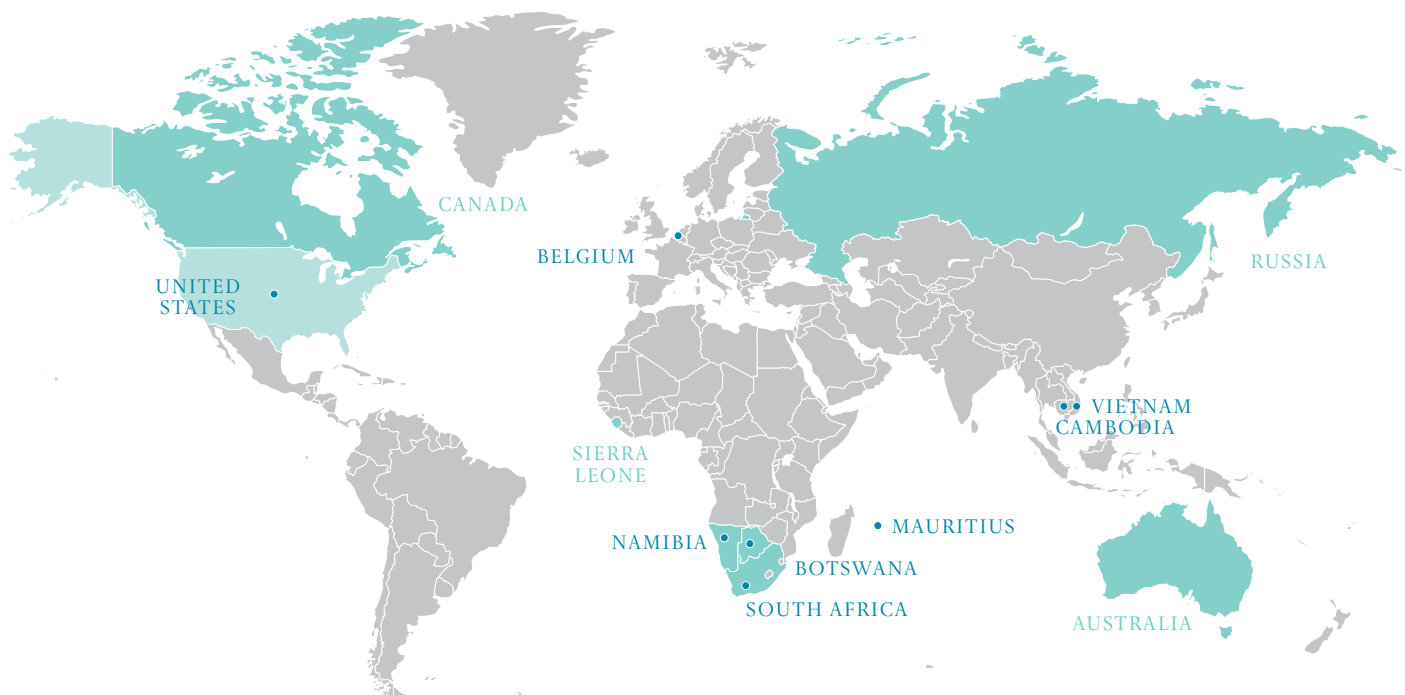 CANADA
BELGIUM
RUSSIA
UNITED
STATES
VIETNAM
CAMBODIA
SIERRA
LEONE
MAURITIUS
NAMIBIA
BOTSWANA
SOUTH AFRICA
AUSTRALIA